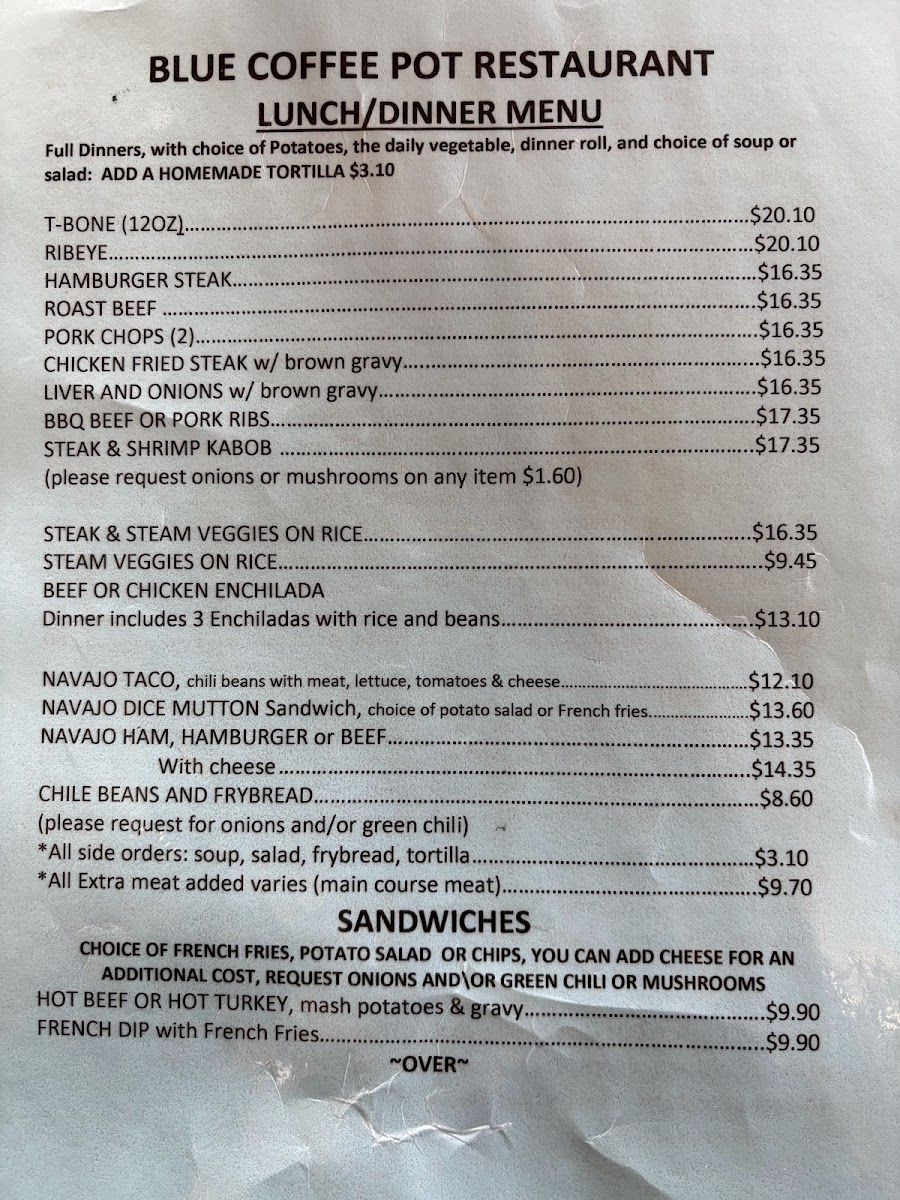 BLUE COFFEE POT RESTAURANT
LUNCH/DINNER MENU
Full Dinners, with choice of Potatoes, the daily vegetable, dinner roll, and choice of soup or
salad: ADD A HOMEMADE TORTILLA $3.10
T-BONE (12OZ)..........$20.10
RIBEYE..........$20.10
HAMBURGER STEAK..........$16.35
ROAST BEEF ..........$16.35
PORK CHOPS (2)..........$16.35
CHICKEN FRIED STEAK w/ brown gravy..........$16.35
LIVER AND ONIONS w/ brown gravy..........$16.35
BBQ BEEF OR PORK RIBS..........$17.35
STEAK & SHRIMP KABOB ..........$17.35
(please request onions or mushrooms on any item $1.60)
STEAK & STEAM VEGGIES ON RICE..........$16.35
STEAM VEGGIES ON RICE..........$9.45
BEEF OR CHICKEN ENCHILADA
Dinner includes 3 Enchiladas with rice and beans..........$13.10
NAVAJO TACO, chili beans with meat, lettuce, tomatoes & cheese..........$12.10
NAVAJO DICE MUTTON Sandwich, choice of potato salad or French fries..........$13.60
NAVAJO HAM, HAMBURGER or BEEF..........$13.35
With cheese..........$14.35
CHILE BEANS AND FRYBREAD..........$8.60
(please request for onions and/or green chili)
*All side orders: soup, salad, frybread, tortilla..........$3.10
*All Extra meat added varies (main course meat)..........$9.70
SANDWICHES
CHOICE OF FRENCH FRIES, POTATO SALAD OR CHIPS, YOU CAN ADD CHEESE FOR AN
ADDITIONAL COST, REQUEST ONIONS AND\OR GREEN CHILI OR MUSHROOMS
HOT BEEF OR HOT TURKEY, mash potatoes & gravy..........$9.90
FRENCH DIP with French Fries..........$9.90
~OVER~